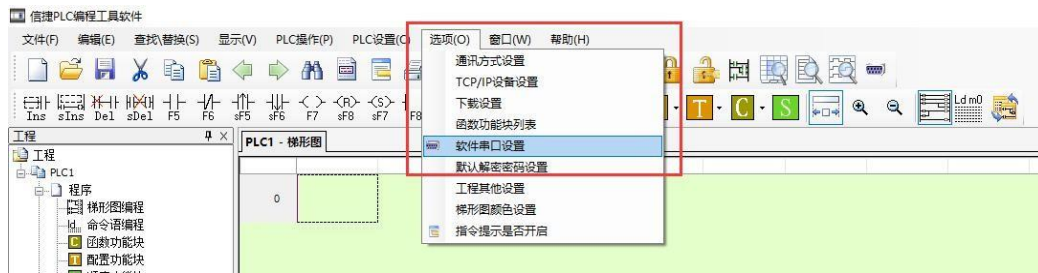 信捷PLC编程工具软件
文件(F) 编辑(E) 查找\替换(S) 显示(V) PLC操作(P) PLC设置(C) 选项(O) 窗口(W) 帮助(H)
通讯方式设置
TCP/IP设备设置
下载设置
函数功能块列表
软件串口设置
默认解密密码设置
工程其他设置
梯形图颜色设置
指令提示是否开启
Ins sIns Del sDel F5 F6 sF5 sF6 F7 sF8 sF7 F8
T C S Ld m0
工程
PLC1 - 梯形图
工程
PLC1
程序
梯形图编程
命令语编程
函数功能块
配置功能块
0